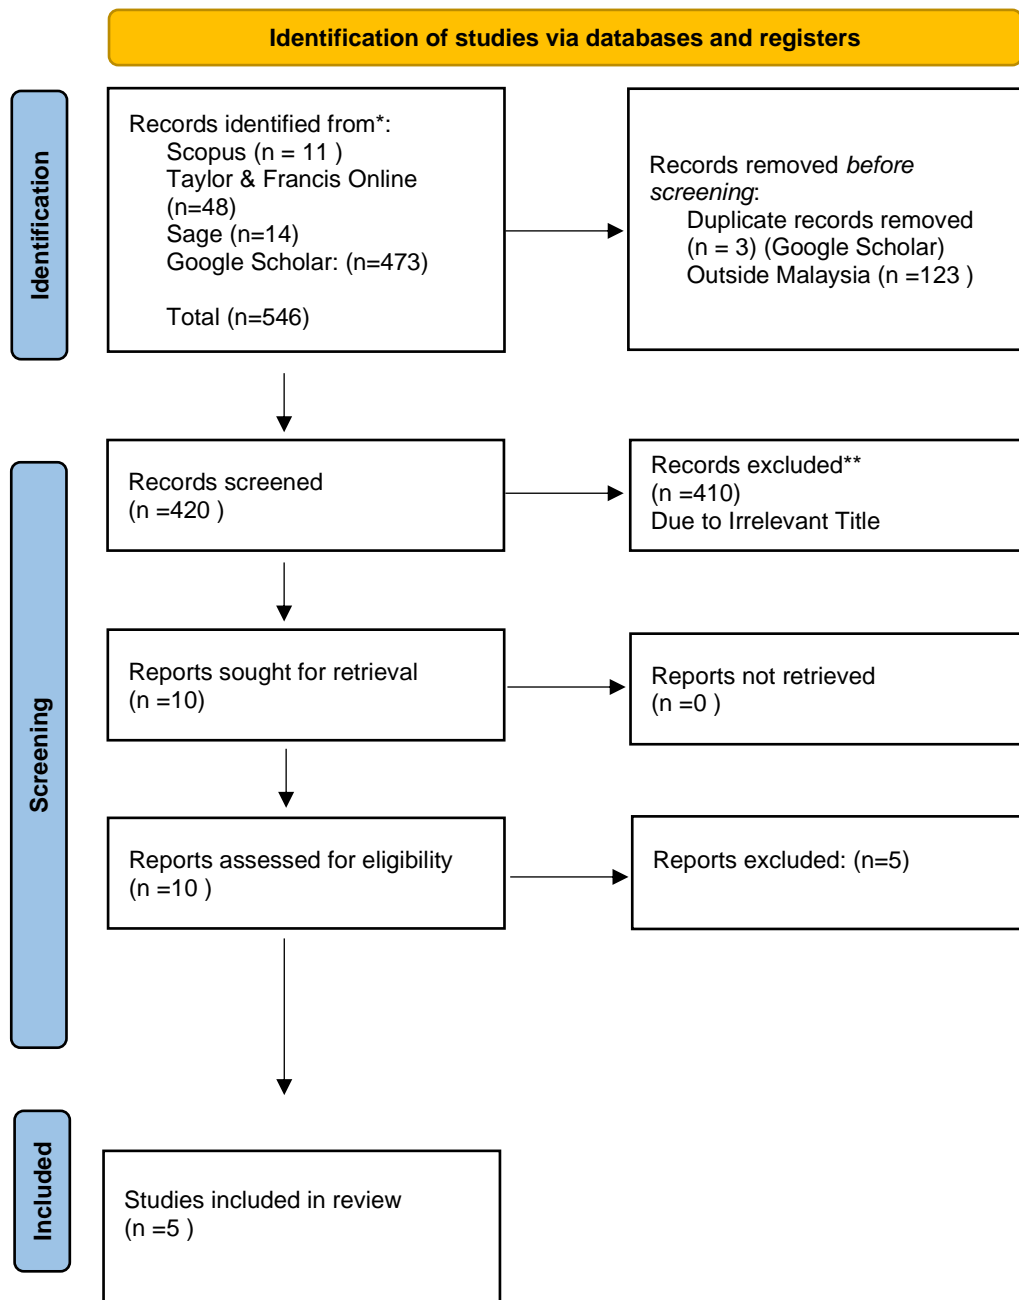 Identification of studies via databases and registers
Identification
Records identified from*:
Scopus (n = 11 )
Taylor & Francis Online
(n=48)
Sage (n=14)
Google Scholar: (n=473)
Total (n=546)
Records removed before
screening:
Duplicate records removed
(n = 3) (Google Scholar)
Outside Malaysia (n =123 )
Screening
Records screened
(n =420 )
Records excluded**
(n =410)
Due to Irrelevant Title
Reports sought for retrieval
(n =10)
Reports not retrieved
(n =0 )
Reports assessed for eligibility
(n =10 )
Reports excluded: (n=5)
Included
Studies included in review
(n =5 )